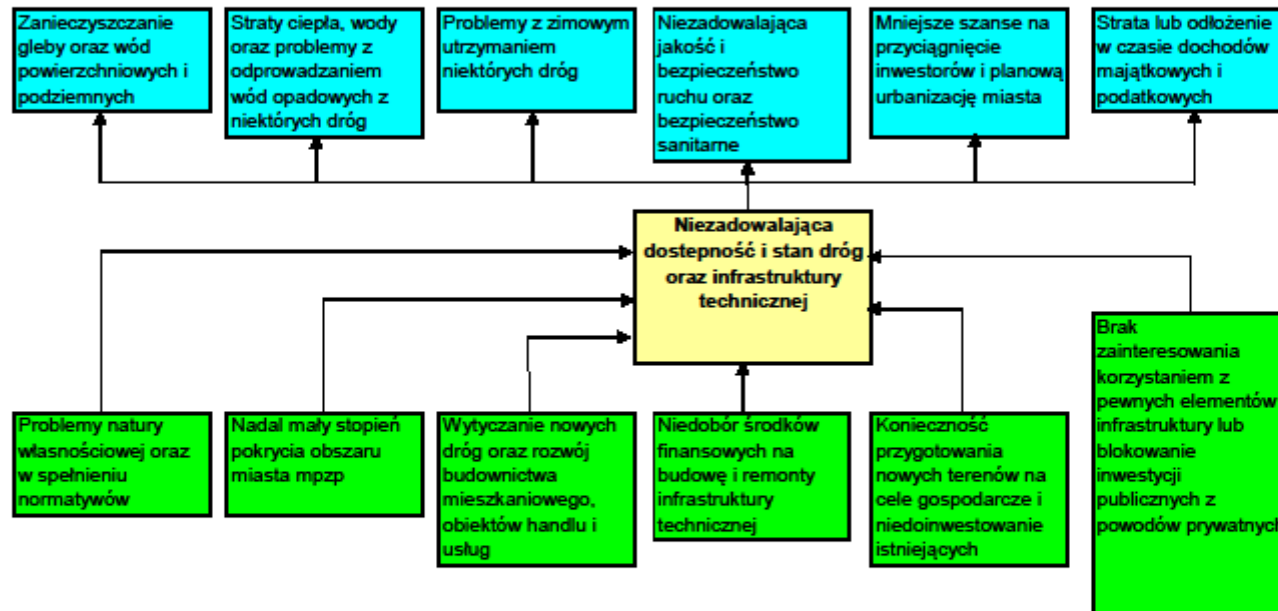 Zanieczyszczanie
gleby oraz wód
powierzchniowych i
podziemnych
Straty ciepła, wody
oraz problemy z
odprowadzaniem
wód opadowych z
niektórych dróg
Problemy z zimowym
utrzymaniem
niektórych dróg
Niezadowalająca
jakość i
bezpieczeństwo
ruchu oraz
bezpieczeństwo
sanitarne
Mniejsze szanse na
przyciągnięcie
inwestorów i planową
urbanizację miasta
Strata lub odłożenie
w czasie dochodów
majątkowych i
podatkowych
Niezadowalająca
dostepność i stan dróg
oraz infrastruktury
technicznej
Problemy natury
własnościowej oraz
w spełnieniu
normatywów
Nadal mały stopień
pokrycia obszaru
miasta mpzp
Wytyczanie nowych
dróg oraz rozwój
budownictwa
mieszkaniowego,
obiektów handlu i
usług
Niedobór środków
finansowych na
budowę i remonty
infrastruktury
technicznej
Konieczność
przygotowania
nowych terenów na
cele gospodarcze i
niedoinwestowanie
istniejących
Brak
zainteresowania
korzystaniem z
pewnych elementów
infrastruktury lub
blokowanie
inwestycji
publicznych z
powodów prywatnych